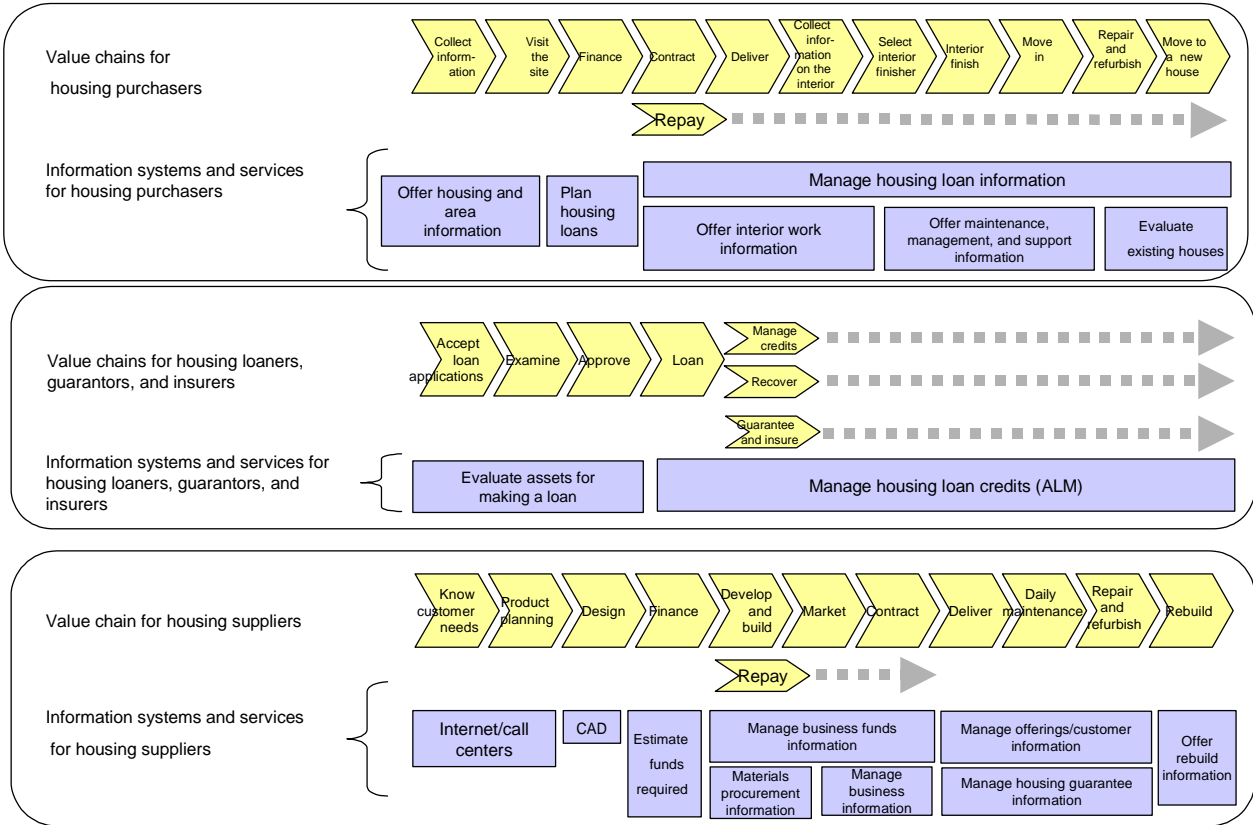 Value chains for
housing purchasers
Collect
inform-
ation
Visit
the
site
Finance
Contract
Deliver
Collect
infor-
mation
on the
interior
Select
interior
finisher
Interior
finish
Move
in
Repair
and
refurbish
Move to
a new
house
Repay
Information systems and services
for housing purchasers
Offer housing and
area
information
Plan
housing
loans
Manage housing loan information
Offer interior work
information
Offer maintenance,
management, and support
information
Evaluate
existing houses
Value chains for housing loaners,
guarantors, and insurers
Accept
loan
applications
Examine
Approve
Loan
Manage
credits
Recover
Guarantee
and insure
Information systems and services for
housing loaners, guarantors, and
insurers
Evaluate assets for
making a loan
Manage housing loan credits (ALM)
Value chain for housing suppliers
Know
customer
needs
Product
planning
Design
Finance
Develop
and
build
Market
Contract
Deliver
Daily
maintenance
Repair
and
refurbish
Rebuild
Repay
Information systems and services
for housing suppliers
Internet/call
centers
CAD
Estimate
funds
required
Manage business funds
information
Materials
procurement
information
Manage
business
information
Manage offerings/customer
information
Manage housing guarantee
information
Offer
rebuild
information